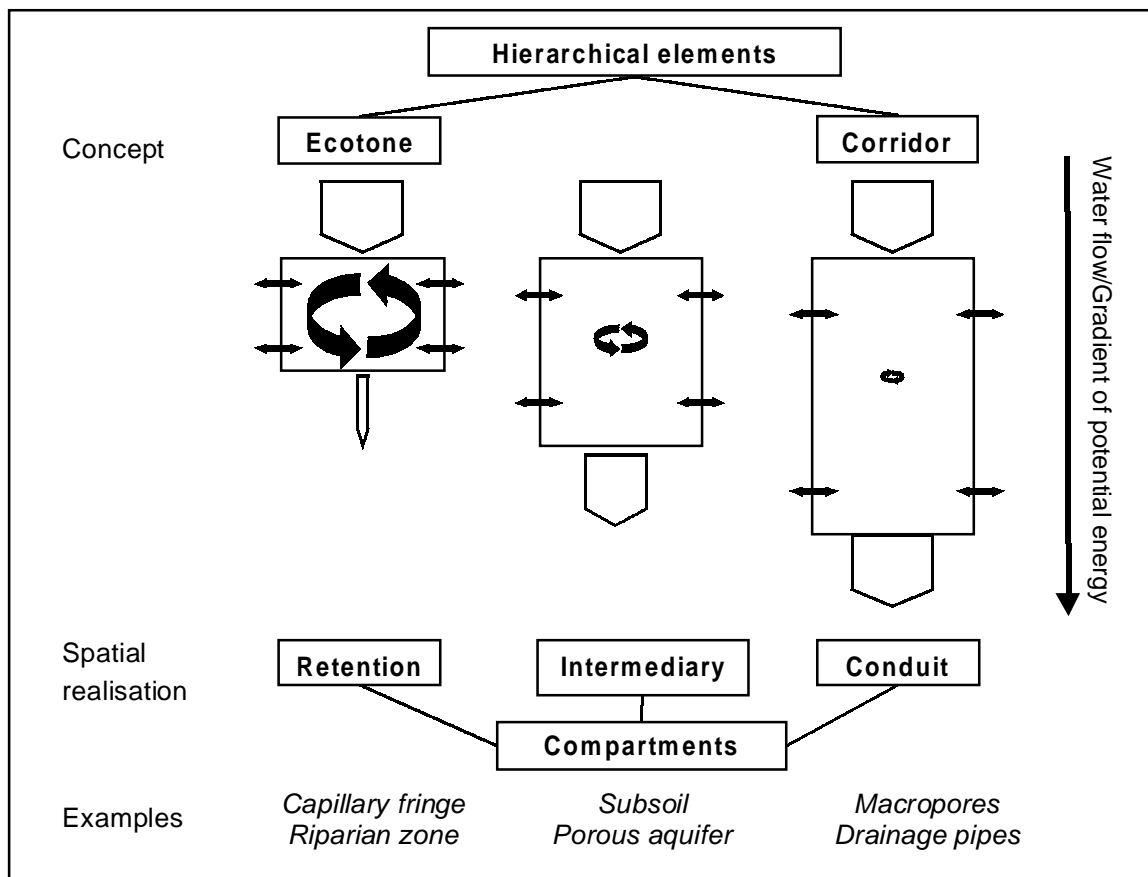 Hierarchical elements
Concept
Ecotone
Corridor
Water flow/Gradient of potential energy
Spatial
realisation
Retention
Intermediary
Conduit
Compartments
Examples
Capillary fringe
Riparian zone
Subsoil
Porous aquifer
Macropores
Drainage pipes